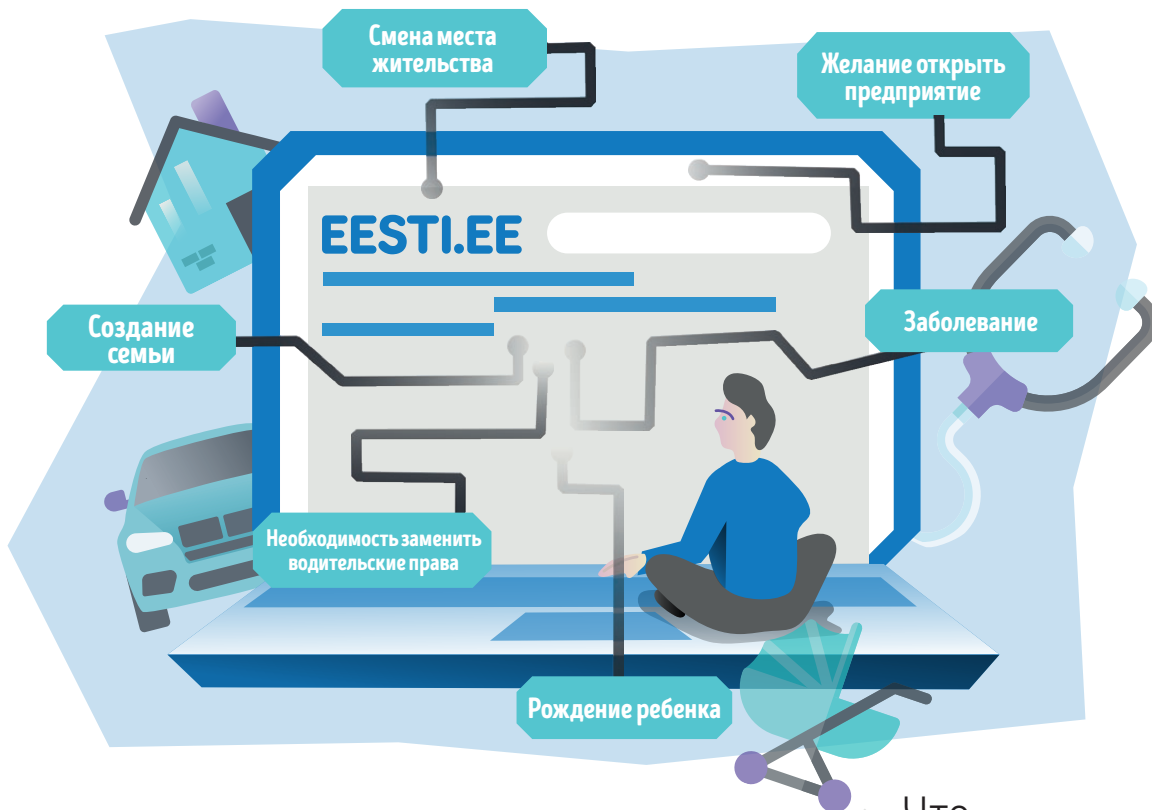 Смена места
жительства
Желание открыть
предприятие
EESTI.EE
Создание
семьи
Заболевание
Необходимость заменить
водительские права
Рождение ребенка
Что